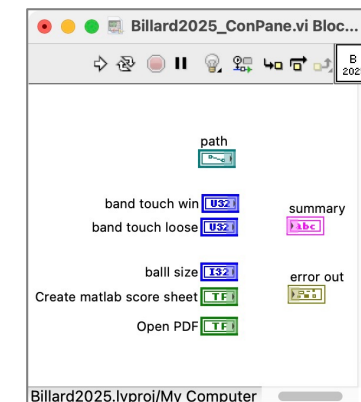 Billard2025_ConPane.vi Bloc...
B
202
path
band touch win U32
summary
band touch loose U32
abc
balll size I32
error out
Create matlab score sheet TF
Open PDF TF
Billard2025.lvproj/My Computer